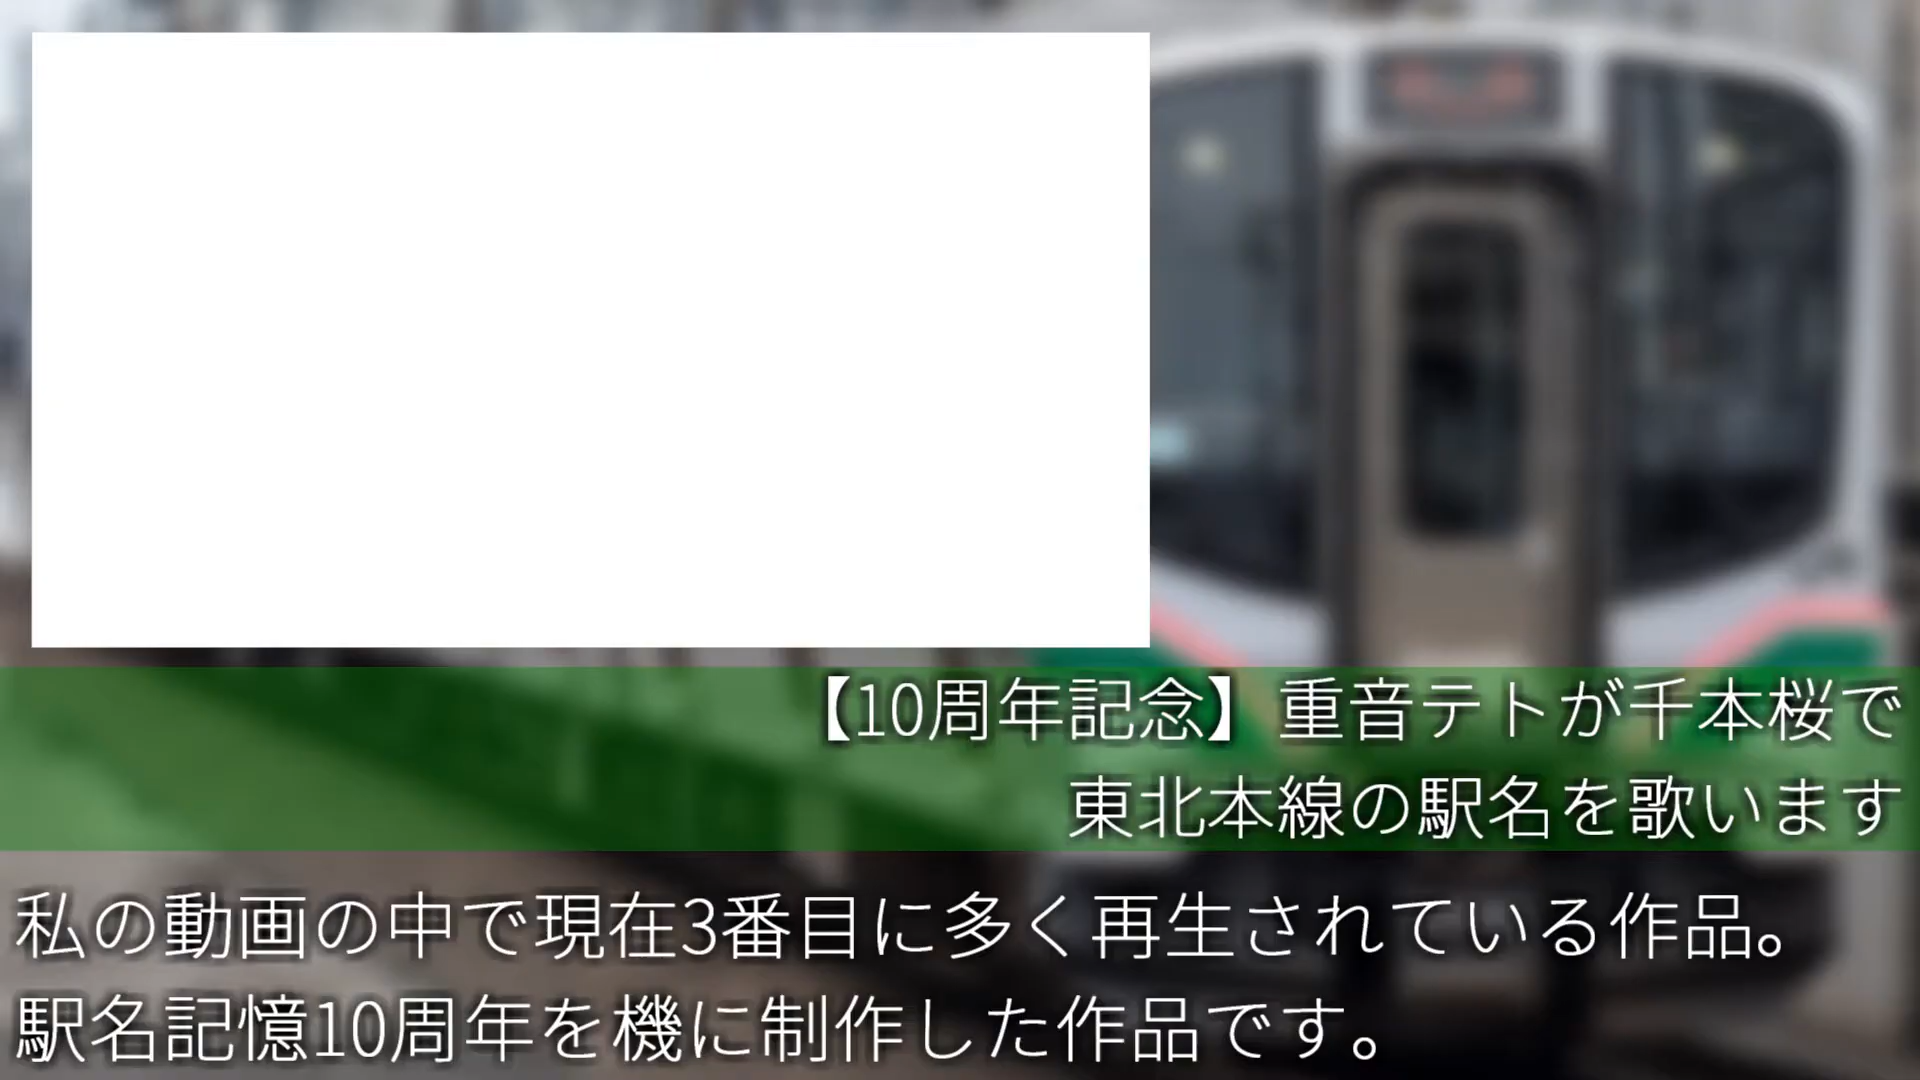 【10周年記念】重音テトが千本桜で
東北本線の駅名を歌います
私の動画の中で現在3番目に多く再生されている作品。
駅名記憶10周年を機に制作した作品です。